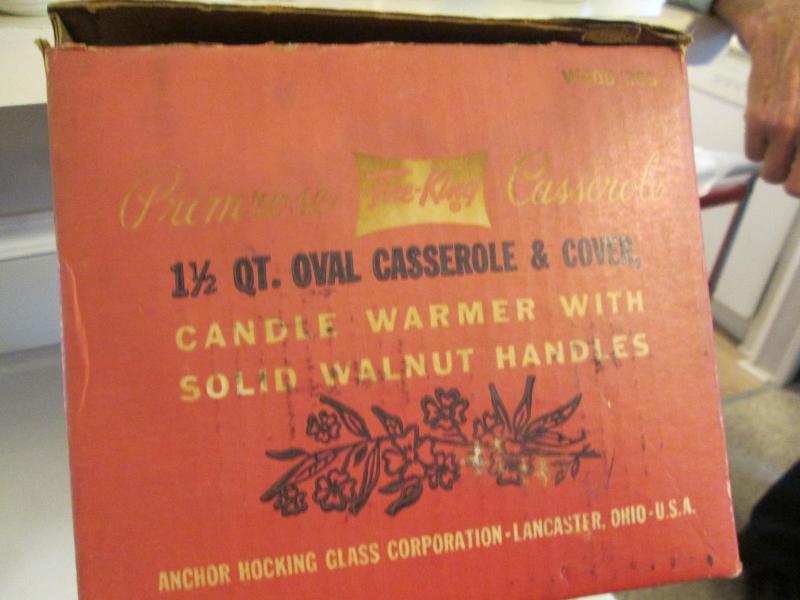 Primrose Fire-King Casserole
1½ QT. OVAL CASSEROLE & COVER,
CANDLE WARMER WITH
SOLID WALNUT HANDLES
ANCHOR HOCKING GLASS CORPORATION · LANCASTER, OHIO · U.S.A.